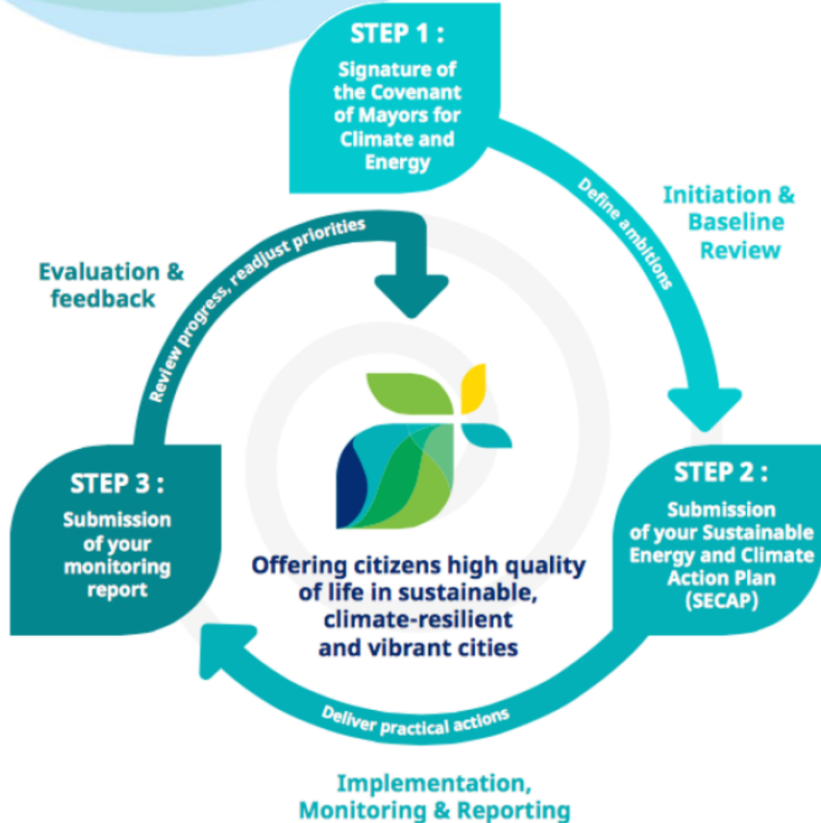 STEP 1 :
Signature of
the Covenant
of Mayors for
Climate and
Energy
Define ambitions
Initiation &
Baseline
Review
STEP 2 :
Submission
of your Sustainable
Energy and Climate
Action Plan
(SECAP)
Deliver practical actions
Implementation,
Monitoring & Reporting
STEP 3 :
Submission
of your
monitoring
report
Review progress, readjust priorities
Evaluation &
feedback
Offering citizens high quality
of life in sustainable,
climate-resilient
and vibrant cities